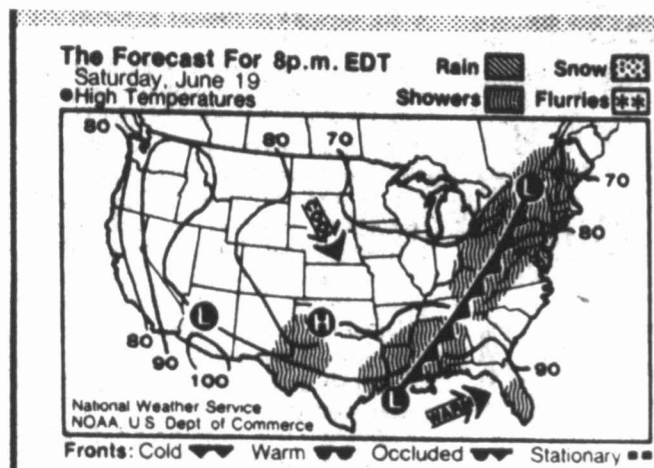 The Forecast For 8p.m. EDT
Saturday, June 19
●High Temperatures
Rain
Snow
Showers
Flurries **
80
80
70
L
70
80
L
H
80
90
100
90
L
WARM
National Weather Service
NOAA, U.S. Dept. of Commerce
Fronts: Cold
Warm
Occluded
Stationary